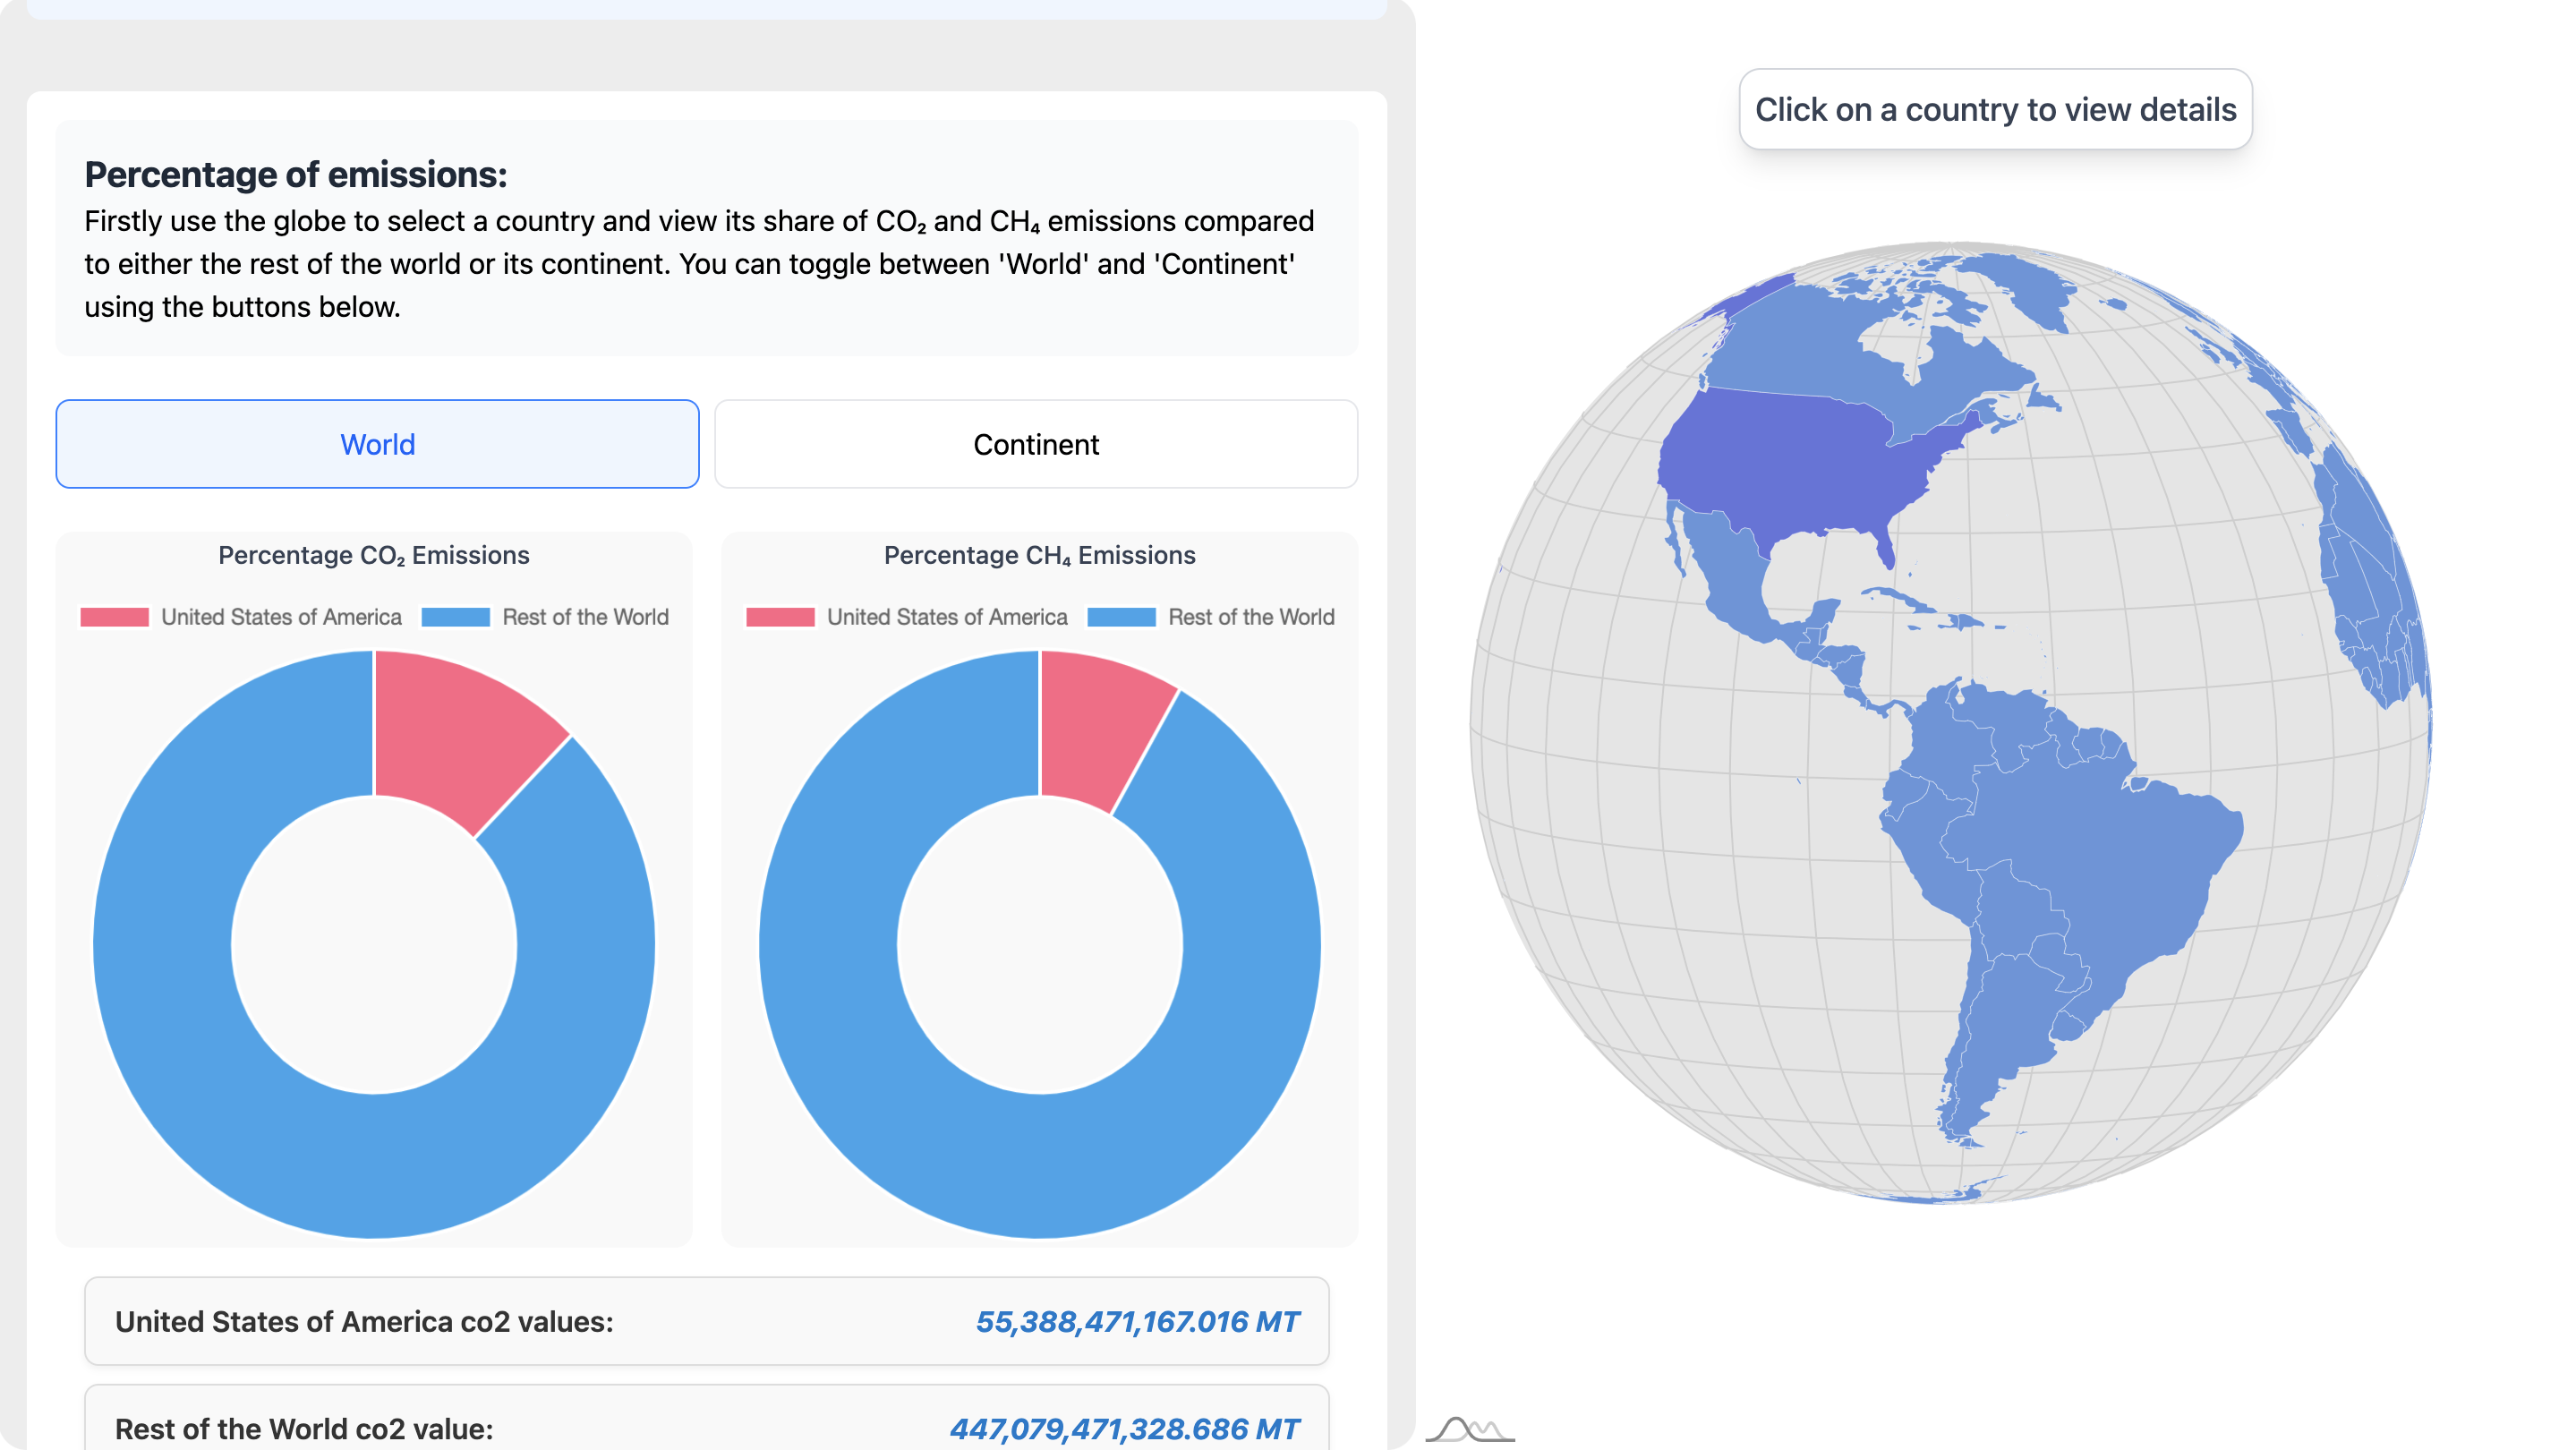 Click on a country to view details
Percentage of emissions:
Firstly use the globe to select a country and view its share of CO₂ and CH₄ emissions compared
to either the rest of the world or its continent. You can toggle between 'World' and 'Continent'
using the buttons below.
World
Continent
Percentage CO₂ Emissions
United States of America
Rest of the World
Percentage CH₄ Emissions
United States of America
Rest of the World
United States of America co2 values:
55,388,471,167.016 MT
Rest of the World co2 value:
447,079,471,328.686 MT